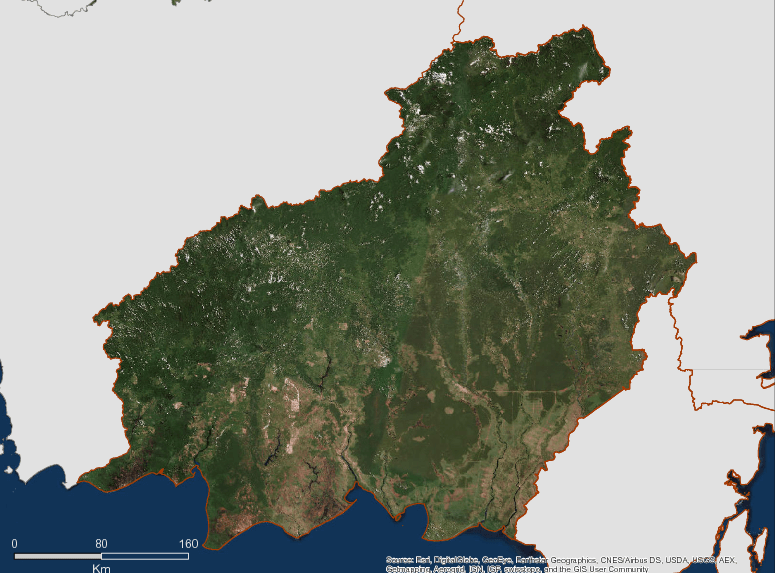 0 80 160
Km
Source: Esri, DigitalGlobe, GeoEye, Earthstar Geographics, CNES/Airbus DS, USDA, USGS, AEX,
Getmapping, Aerogrid, IGN, IGP, swisstopo, and the GIS User Community